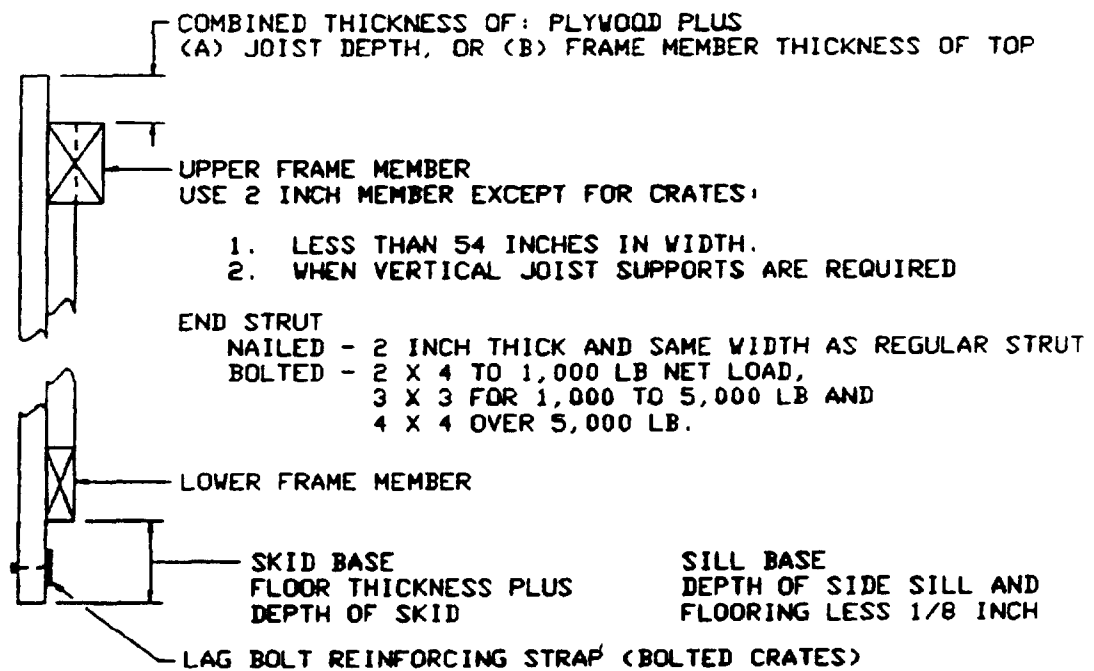 COMBINED THICKNESS OF: PLYWOOD PLUS
(A) JOIST DEPTH, OR (B) FRAME MEMBER THICKNESS OF TOP
UPPER FRAME MEMBER
USE 2 INCH MEMBER EXCEPT FOR CRATES:
1. LESS THAN 54 INCHES IN WIDTH.
2. WHEN VERTICAL JOIST SUPPORTS ARE REQUIRED
END STRUT
NAILED - 2 INCH THICK AND SAME WIDTH AS REGULAR STRUT
BOLTED - 2 X 4 TO 1,000 LB NET LOAD,
3 X 3 FOR 1,000 TO 5,000 LB AND
4 X 4 OVER 5,000 LB.
LOWER FRAME MEMBER
SKID BASE
FLOOR THICKNESS PLUS
DEPTH OF SKID
SILL BASE
DEPTH OF SIDE SILL AND
FLOORING LESS 1/8 INCH
LAG BOLT REINFORCING STRAP (BOLTED CRATES)